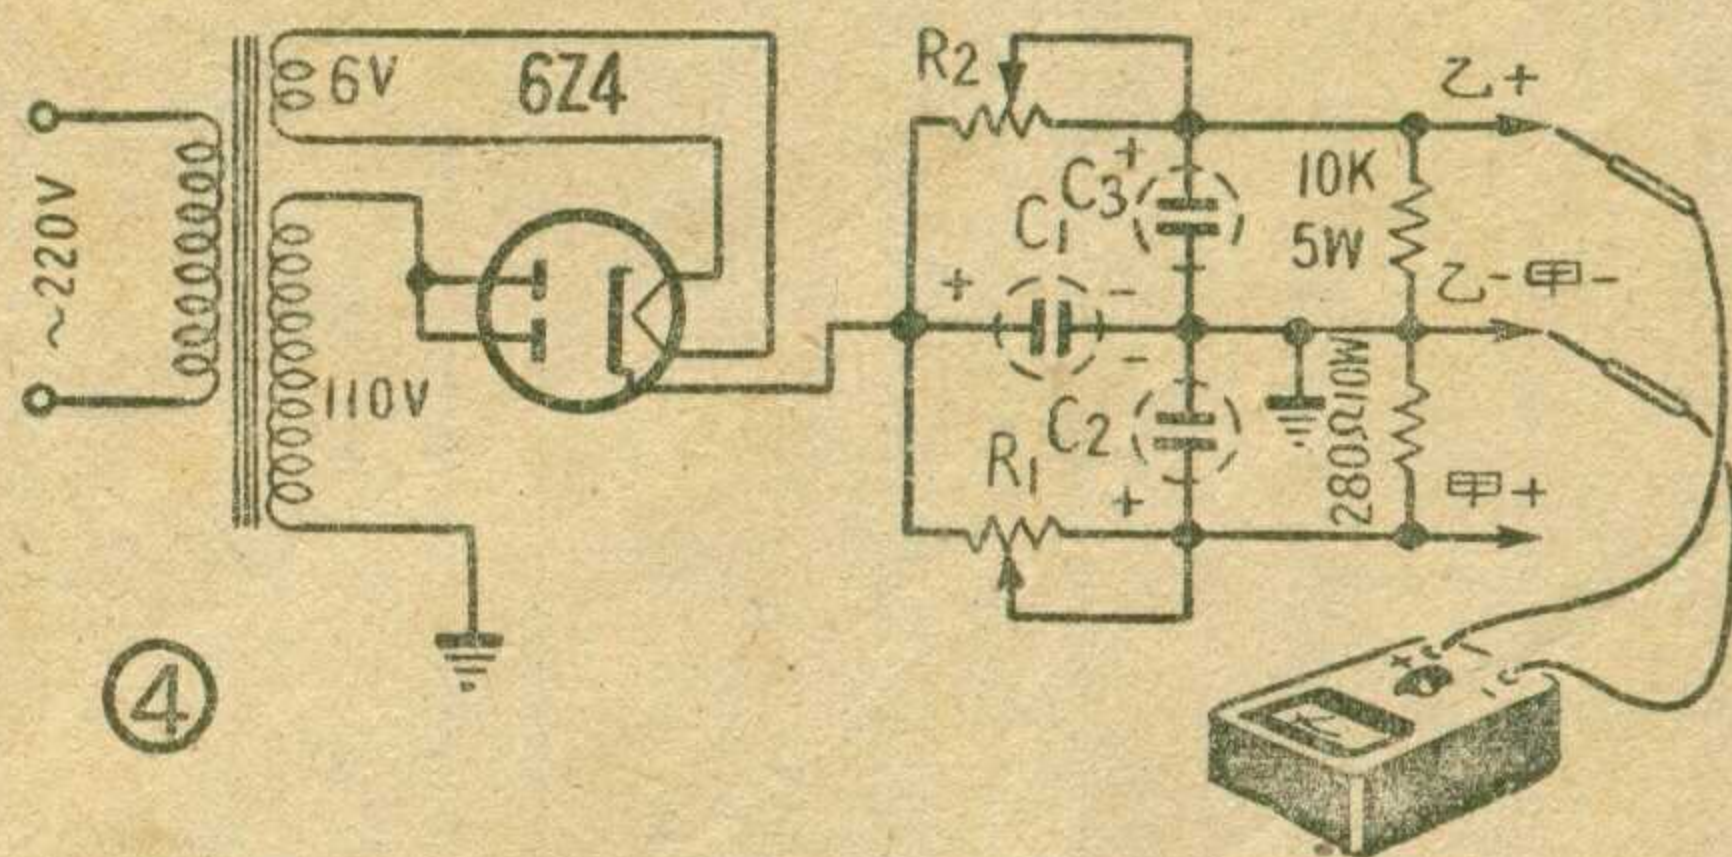 6V
6Z4
~220V
110V
R2
乙+
C3
+
10K
5W
C1
+
-
-
乙-甲-
280Ω10W
C2
R1
+
甲+
④
+
-